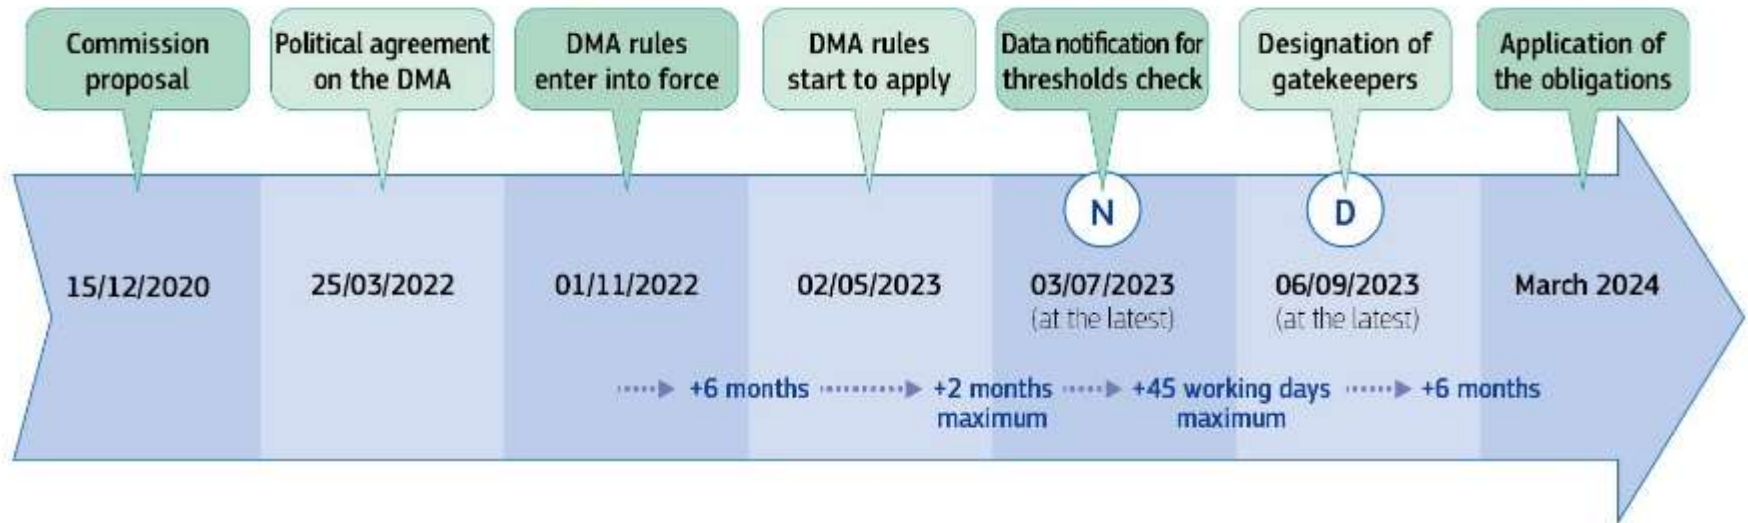 Commission
proposal
Political agreement
on the DMA
DMA rules
enter into force
DMA rules
start to apply
Data notification for
thresholds check
Designation of
gatekeepers
Application of
the obligations
N
D
15/12/2020
25/03/2022
01/11/2022
02/05/2023
03/07/2023
(at the latest)
06/09/2023
(at the latest)
March 2024
+6 months
+2 months
maximum
+45 working days
maximum
+6 months